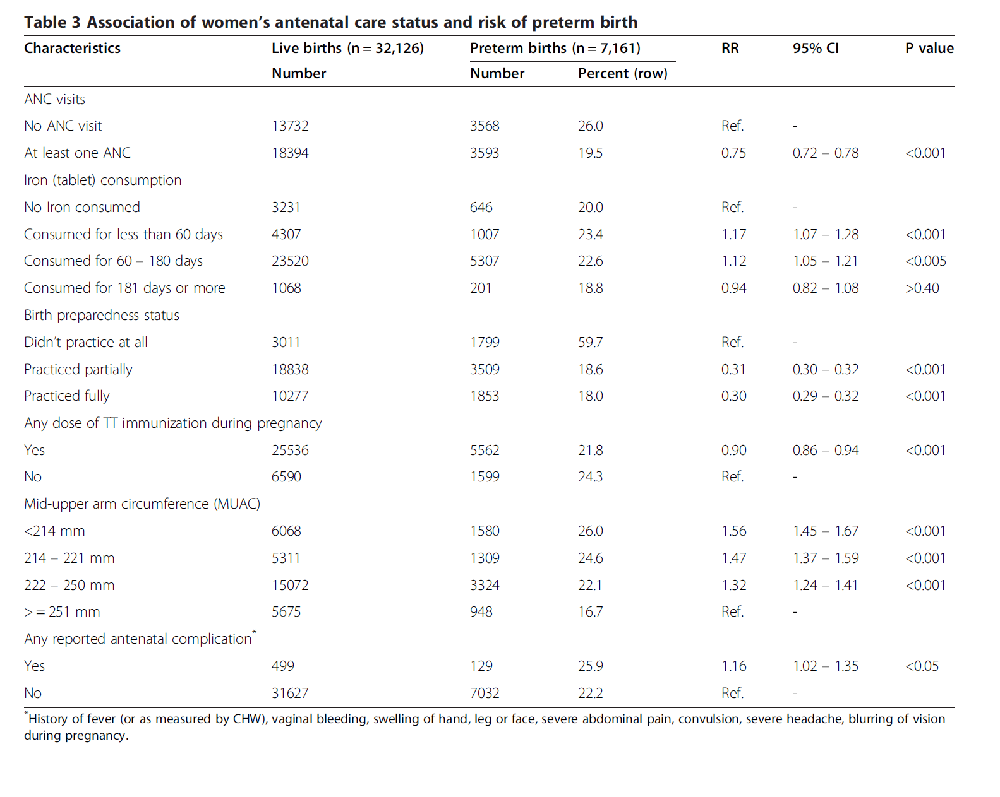 Table 3 Association of women's antenatal care status and risk of preterm birth
Characteristics Live births (n = 32,126) Preterm births (n = 7,161) RR 95% CI P value
Number Number Percent (row)
ANC visits
No ANC visit 13732 3568 26.0 Ref. -
At least one ANC 18394 3593 19.5 0.75 0.72 – 0.78 <0.001
Iron (tablet) consumption
No Iron consumed 3231 646 20.0 Ref. -
Consumed for less than 60 days 4307 1007 23.4 1.17 1.07 – 1.28 <0.001
Consumed for 60 – 180 days 23520 5307 22.6 1.12 1.05 – 1.21 <0.005
Consumed for 181 days or more 1068 201 18.8 0.94 0.82 – 1.08 >0.40
Birth preparedness status
Didn't practice at all 3011 1799 59.7 Ref. -
Practiced partially 18838 3509 18.6 0.31 0.30 – 0.32 <0.001
Practiced fully 10277 1853 18.0 0.30 0.29 – 0.32 <0.001
Any dose of TT immunization during pregnancy
Yes 25536 5562 21.8 0.90 0.86 – 0.94 <0.001
No 6590 1599 24.3 Ref. -
Mid-upper arm circumference (MUAC)
<214 mm 6068 1580 26.0 1.56 1.45 – 1.67 <0.001
214 – 221 mm 5311 1309 24.6 1.47 1.37 – 1.59 <0.001
222 – 250 mm 15072 3324 22.1 1.32 1.24 – 1.41 <0.001
> = 251 mm 5675 948 16.7 Ref. -
Any reported antenatal complication*
Yes 499 129 25.9 1.16 1.02 – 1.35 <0.05
No 31627 7032 22.2 Ref. -
*History of fever (or as measured by CHW), vaginal bleeding, swelling of hand, leg or face, severe abdominal pain, convulsion, severe headache, blurring of vision
during pregnancy.